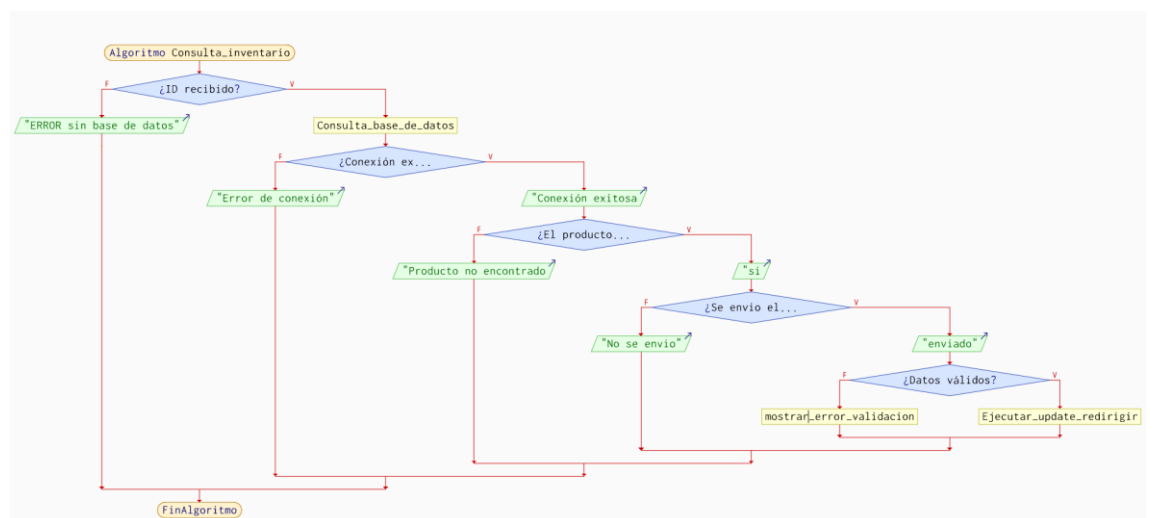 Algoritmo Consulta_inventario
F
¿ID recibido?
V
"ERROR sin base de datos"
Consulta_base_de_datos
F
¿Conexión ex...
V
"Error de conexión"
"Conexión exitosa
F
¿El producto...
V
"Producto no encontrado
"si
F
¿Se envio el...
V
"No se envio"
"enviado"
F
¿Datos válidos?
V
mostrar_error_validacion
Ejecutar_update_redirigir
FinAlgoritmo